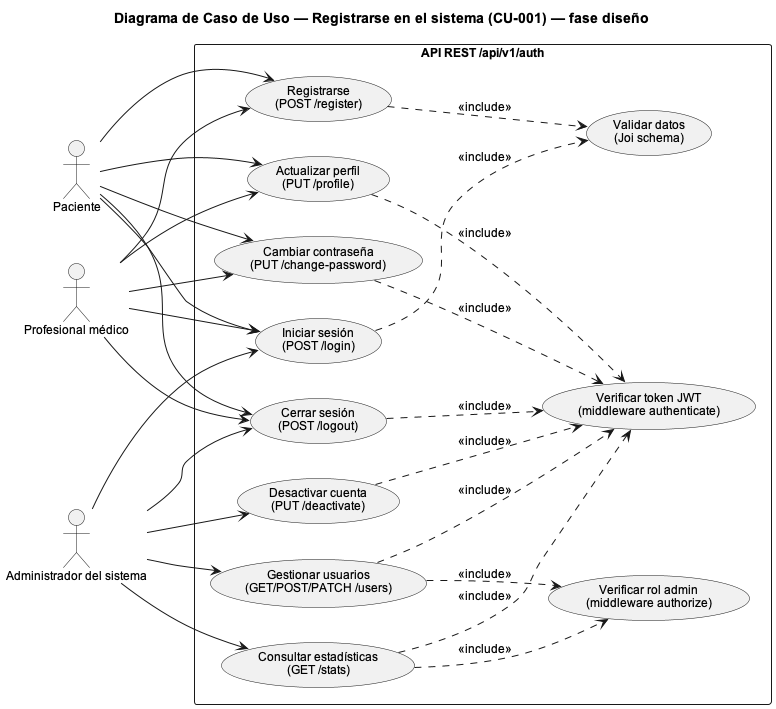 Diagrama de Caso de Uso — Registrarse en el sistema (CU-001) — fase diseño
API REST /api/v1/auth
Registrarse
(POST /register)
«include»
Validar datos
(Joi schema)
«include»
Paciente
Actualizar perfil
(PUT /profile)
«include»
Cambiar contraseña
(PUT /change-password)
«include»
Profesional médico
Iniciar sesión
(POST /login)
Cerrar sesión
(POST /logout)
«include»
Verificar token JWT
(middleware authenticate)
«include»
Desactivar cuenta
(PUT /deactivate)
«include»
Administrador del sistema
Gestionar usuarios
(GET/POST/PATCH /users)
«include»
«include»
Verificar rol admin
(middleware authorize)
Consultar estadísticas
(GET /stats)
«include»